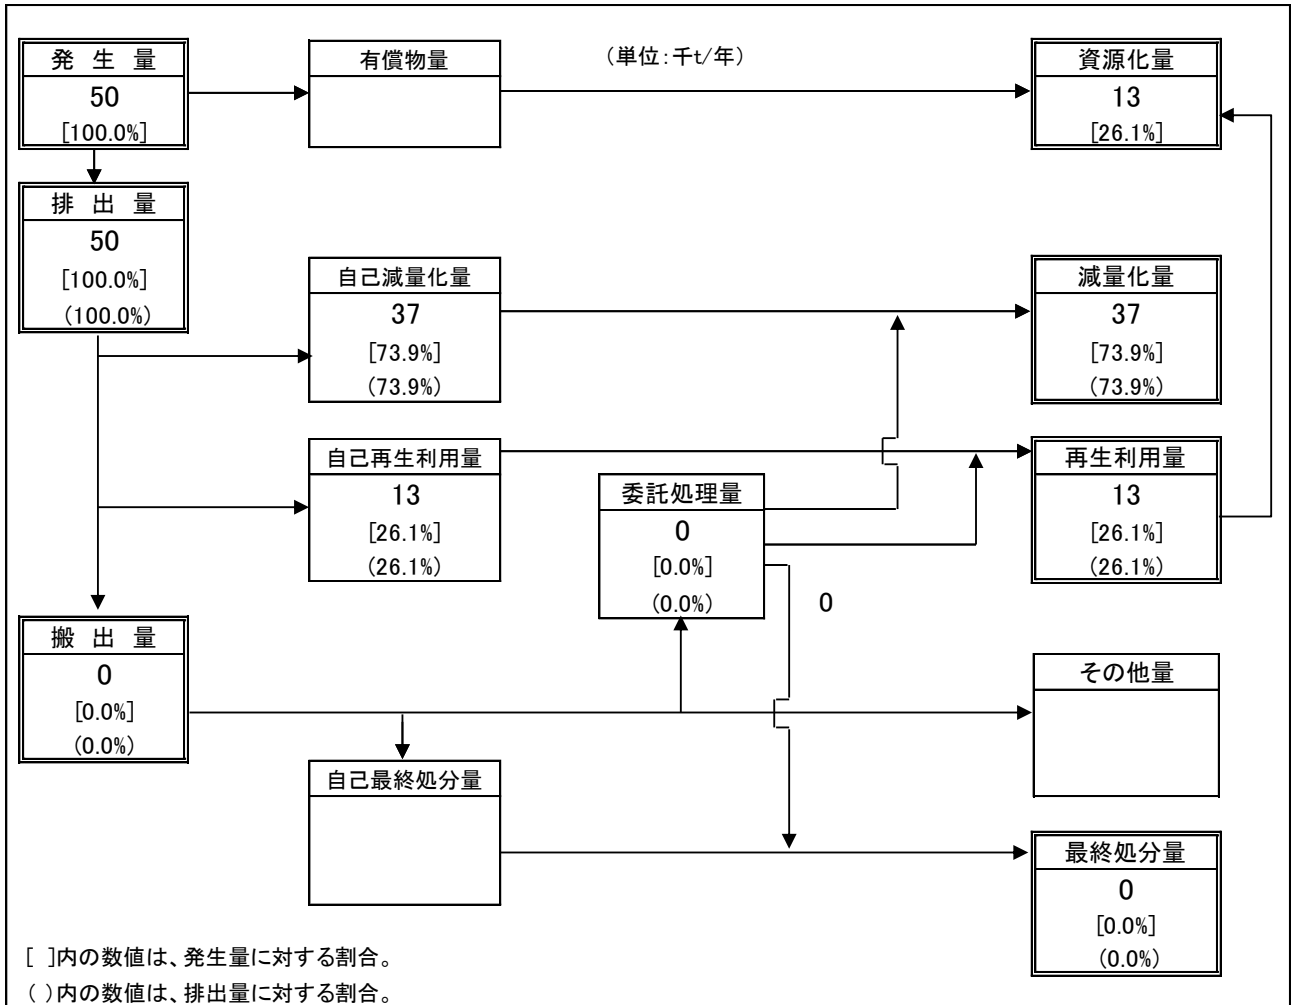 発 生 量
50
[100.0%]
有償物量
(単位:千t/年)
資源化量
13
[26.1%]
排 出 量
50
[100.0%]
(100.0%)
自己減量化量
37
[73.9%]
(73.9%)
減量化量
37
[73.9%]
(73.9%)
自己再生利用量
13
[26.1%]
(26.1%)
委託処理量
0
[0.0%]
(0.0%)
0
再生利用量
13
[26.1%]
(26.1%)
搬 出 量
0
[0.0%]
(0.0%)
その他量
自己最終処分量
最終処分量
0
[0.0%]
(0.0%)
[ ]内の数値は、発生量に対する割合。
( )内の数値は、排出量に対する割合。